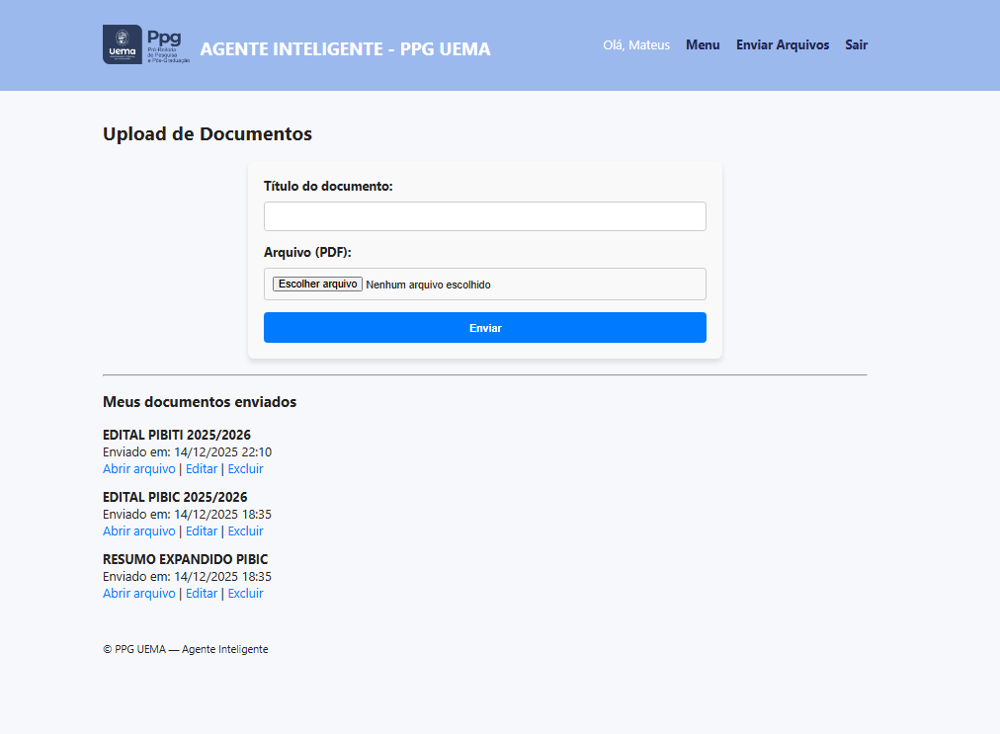 Uema
Ppg
Pró-Reitoria
de Pesquisa
e Pós-Graduação
AGENTE INTELIGENTE - PPG UEMA
Olá, Mateus Menu Enviar Arquivos Sair
Upload de Documentos
Título do documento:
Arquivo (PDF):
Escolher arquivo Nenhum arquivo escolhido
Enviar
Meus documentos enviados
EDITAL PIBITI 2025/2026
Enviado em: 14/12/2025 22:10
Abrir arquivo | Editar | Excluir
EDITAL PIBIC 2025/2026
Enviado em: 14/12/2025 18:35
Abrir arquivo | Editar | Excluir
RESUMO EXPANDIDO PIBIC
Enviado em: 14/12/2025 18:35
Abrir arquivo | Editar | Excluir
© PPG UEMA — Agente Inteligente